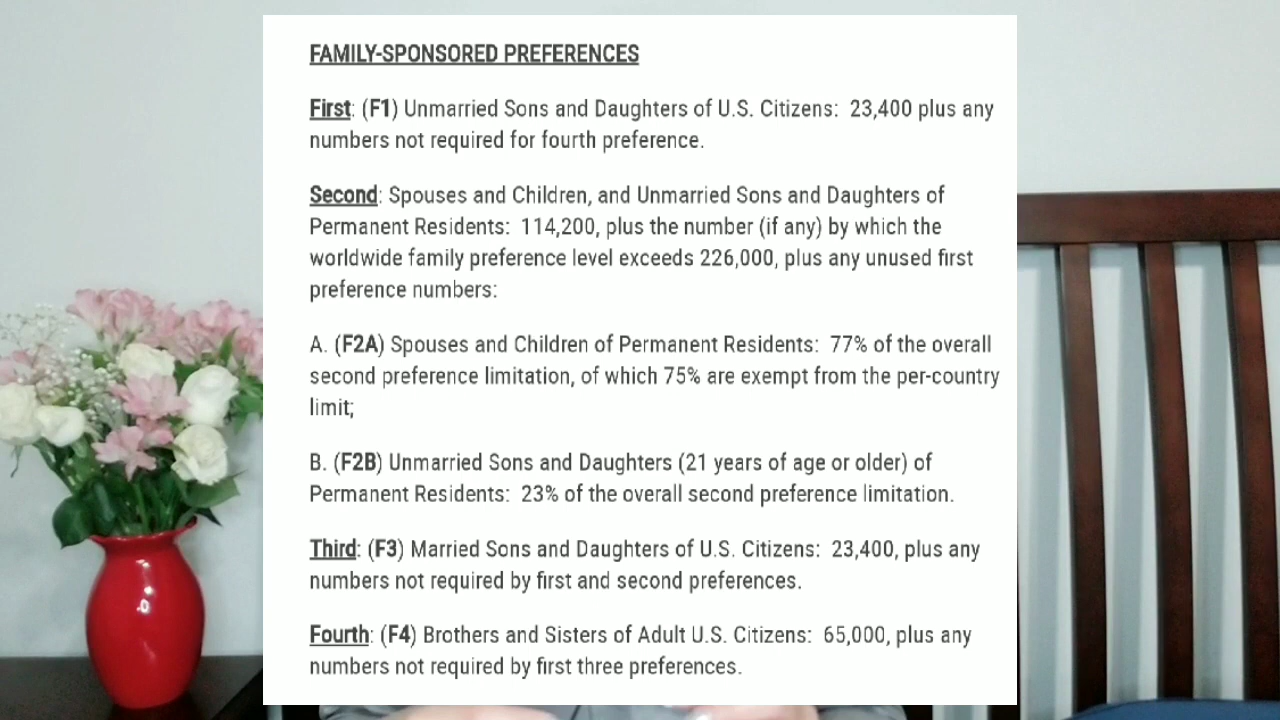 FAMILY-SPONSORED PREFERENCES
First: (F1) Unmarried Sons and Daughters of U.S. Citizens: 23,400 plus any
numbers not required for fourth preference.
Second: Spouses and Children, and Unmarried Sons and Daughters of
Permanent Residents: 114,200, plus the number (if any) by which the
worldwide family preference level exceeds 226,000, plus any unused first
preference numbers:
A. (F2A) Spouses and Children of Permanent Residents: 77% of the overall
second preference limitation, of which 75% are exempt from the per-country
limit;
B. (F2B) Unmarried Sons and Daughters (21 years of age or older) of
Permanent Residents: 23% of the overall second preference limitation.
Third: (F3) Married Sons and Daughters of U.S. Citizens: 23,400, plus any
numbers not required by first and second preferences.
Fourth: (F4) Brothers and Sisters of Adult U.S. Citizens: 65,000, plus any
numbers not required by first three preferences.